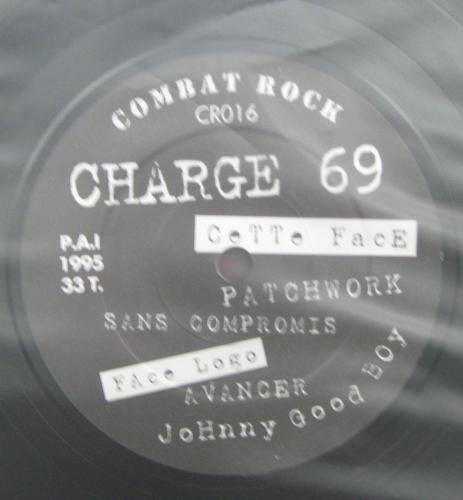 COMBAT ROCK
CR016
CHARGE 69
CeTTe FacE
P.A.I
1995
33 T.
PATCHWORK
SANS COMPROMIS
FAce Logo
AVANCER
JoHnny Good BOy